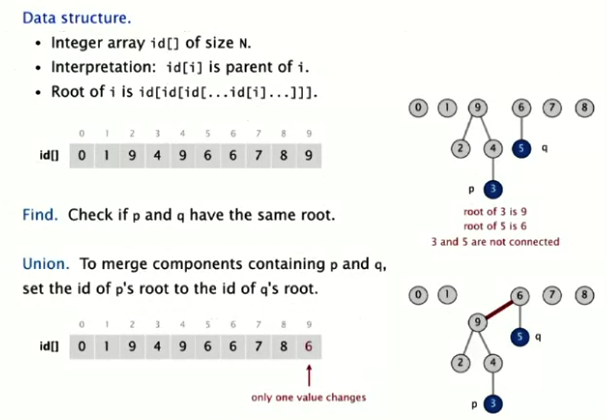 Data structure.
• Integer array id[] of size N.
• Interpretation: id[i] is parent of i.
• Root of i is id[id[id[...id[i]...]]].
0 1 2 3 4 5 6 7 8 9
id[] 0 1 9 4 9 6 6 7 8 9
0 1 9 6 7 8
2 4 5 q
p 3
root of 3 is 9
root of 5 is 6
3 and 5 are not connected
Find. Check if p and q have the same root.
Union. To merge components containing p and q,
set the id of p's root to the id of q's root.
0 1 2 3 4 5 6 7 8 9
id[] 0 1 9 4 9 6 6 7 8 6
only one value changes
0 1 6 7 8
9 5 q
2 4
p 3